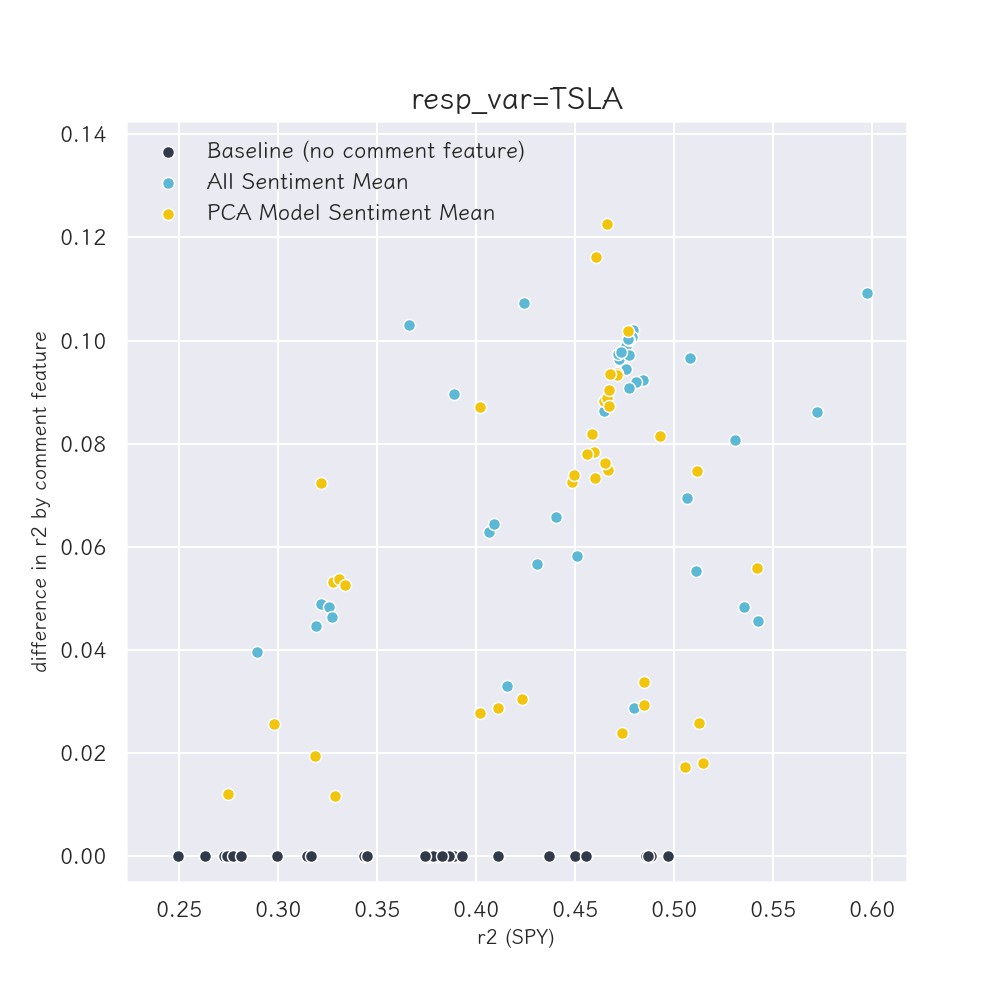 resp_var=TSLA
Baseline (no comment feature)
All Sentiment Mean
PCA Model Sentiment Mean
difference in r2 by comment feature
0.14
0.12
0.10
0.08
0.06
0.04
0.02
0.00
0.25 0.30 0.35 0.40 0.45 0.50 0.55 0.60
r2 (SPY)